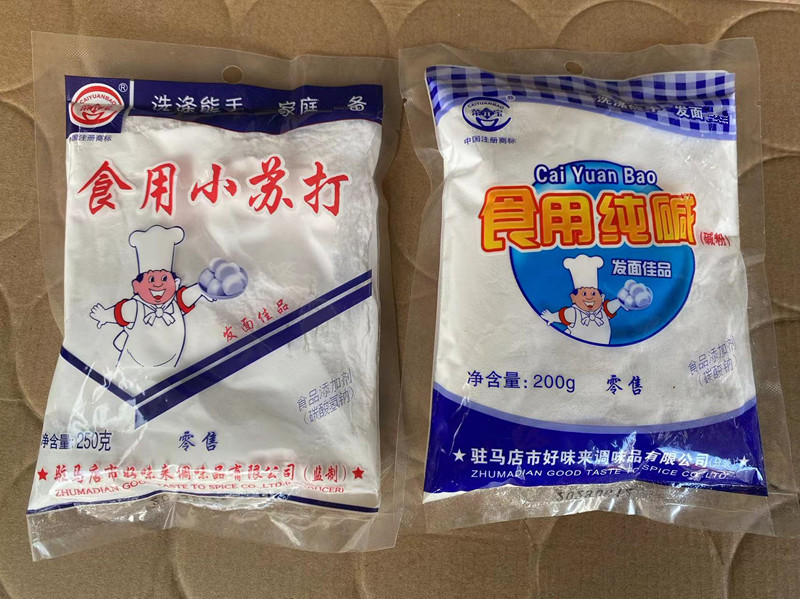 CAIYUANBAO
®
中国注册商标
洗涤能手 家庭 备
食用小苏打
发面佳品
食品添加剂
(碳酸氢钠)
净含量:250克
零售
★驻马店市好味来调味品有限公司(监制)★
ZHUMADIAN GOOD TASTE TO SPICE CO.,LTD
CAIYUANBAO
®
中国注册商标
发面
Cai Yuan Bao
食用纯碱
(碱粉)
发面佳品
食品添加剂
(碳酸钠)
净含量:200g
零售
★驻马店市好味来调味品有限公司
ZHUMADIAN GOOD TASTE TO SPICE CO.,LTD